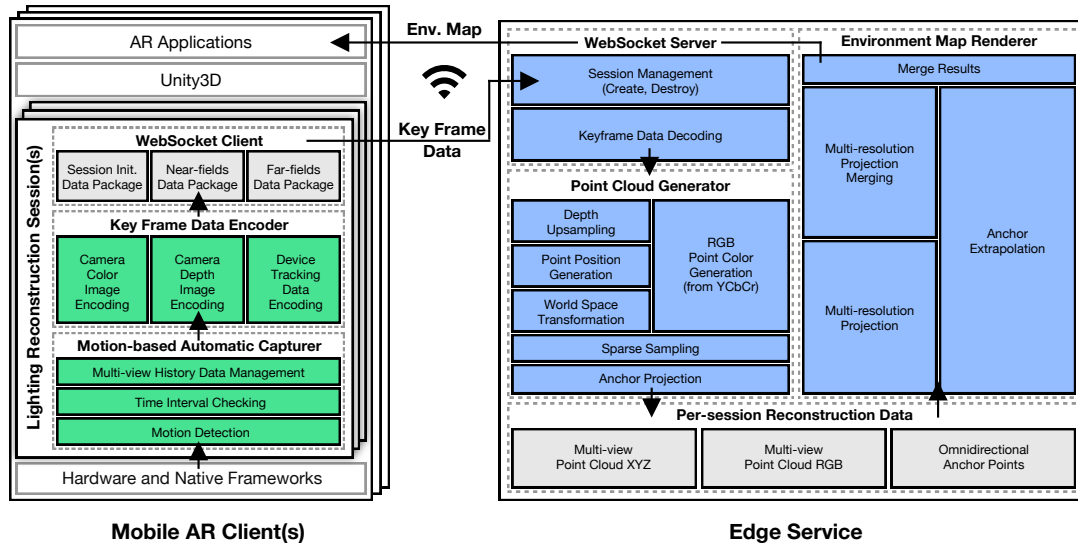 AR Applications
Unity3D
Lighting Reconstruction Session(s)
WebSocket Client
Session Init.
Data Package
Near-fields
Data Package
Far-fields
Data Package
Key Frame Data Encoder
Camera
Color
Image
Encoding
Camera
Depth
Image
Encoding
Device
Tracking
Data
Encoding
Motion-based Automatic Capturer
Multi-view History Data Management
Time Interval Checking
Motion Detection
Hardware and Native Frameworks
Mobile AR Client(s)
Env. Map
Key Frame
Data
WebSocket Server
Session Management
(Create, Destroy)
Keyframe Data Decoding
Point Cloud Generator
Depth
Upsampling
Point Position
Generation
World Space
Transformation
RGB
Point Color
Generation
(from YCbCr)
Sparse Sampling
Anchor Projection
Environment Map Renderer
Merge Results
Multi-resolution
Projection
Merging
Multi-resolution
Projection
Anchor
Extrapolation
Per-session Reconstruction Data
Multi-view
Point Cloud XYZ
Multi-view
Point Cloud RGB
Omnidirectional
Anchor Points
Edge Service